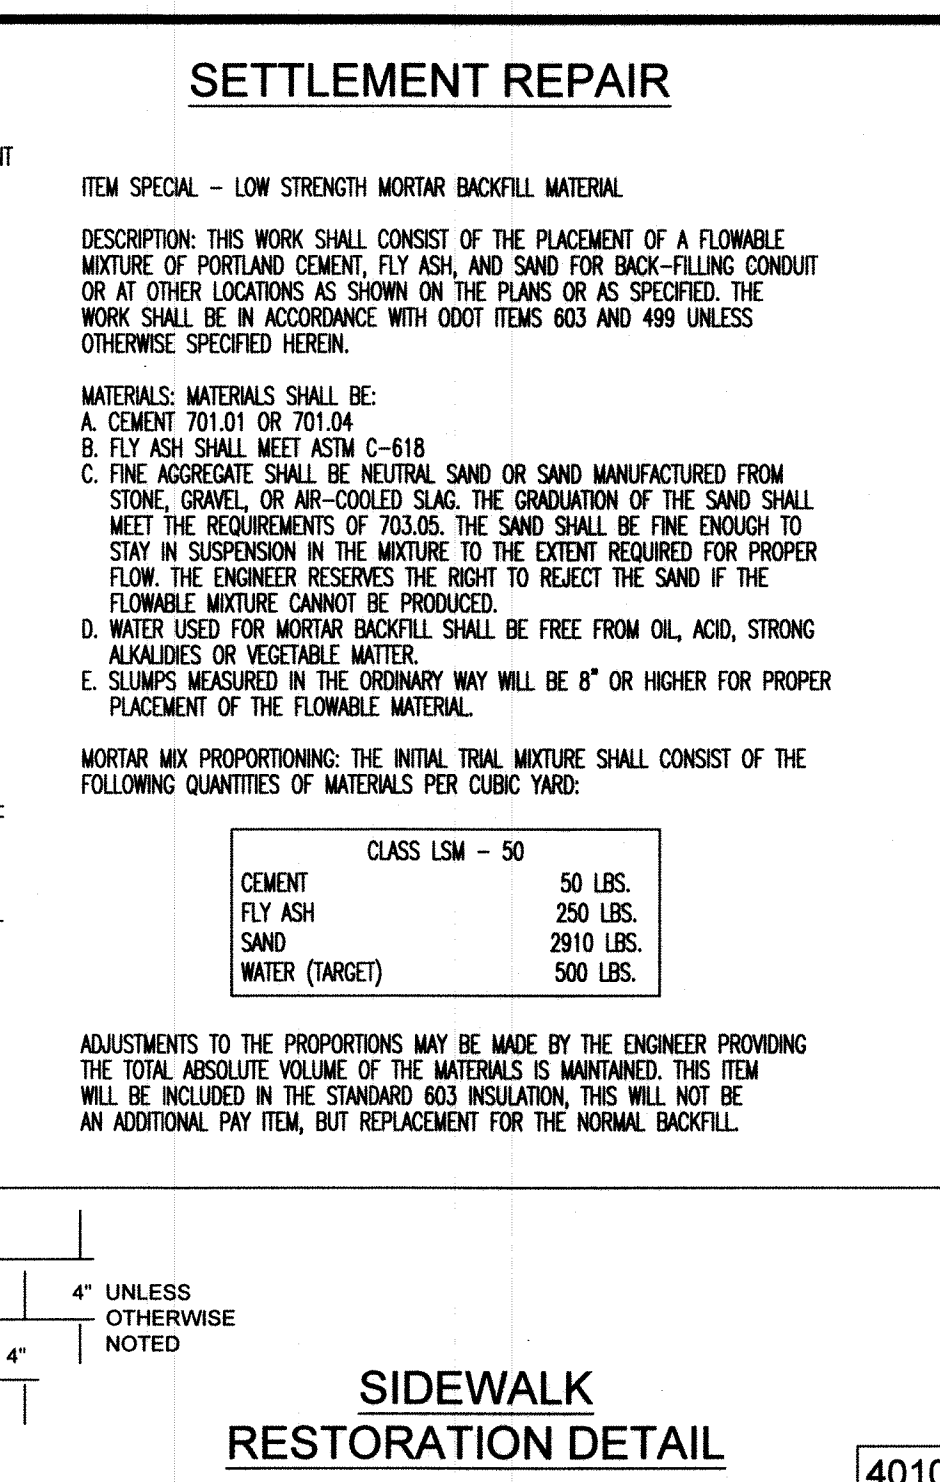 SETTLEMENT REPAIR
ITEM SPECIAL – LOW STRENGTH MORTAR BACKFILL MATERIAL
DESCRIPTION: THIS WORK SHALL CONSIST OF THE PLACEMENT OF A FLOWABLE
MIXTURE OF PORTLAND CEMENT, FLY ASH, AND SAND FOR BACK–FILLING CONDUIT
OR AT OTHER LOCATIONS AS SHOWN ON THE PLANS OR AS SPECIFIED. THE
WORK SHALL BE IN ACCORDANCE WITH ODOT ITEMS 603 AND 499 UNLESS
OTHERWISE SPECIFIED HEREIN.
MATERIALS: MATERIALS SHALL BE:
A. CEMENT 701.01 OR 701.04
B. FLY ASH SHALL MEET ASTM C–618
C. FINE AGGREGATE SHALL BE NEUTRAL SAND OR SAND MANUFACTURED FROM
STONE, GRAVEL, OR AIR–COOLED SLAG. THE GRADUATION OF THE SAND SHALL
MEET THE REQUIREMENTS OF 703.05. THE SAND SHALL BE FINE ENOUGH TO
STAY IN SUSPENSION IN THE MIXTURE TO THE EXTENT REQUIRED FOR PROPER
FLOW. THE ENGINEER RESERVES THE RIGHT TO REJECT THE SAND IF THE
FLOWABLE MIXTURE CANNOT BE PRODUCED.
D. WATER USED FOR MORTAR BACKFILL SHALL BE FREE FROM OIL, ACID, STRONG
ALKALIDIES OR VEGETABLE MATTER.
E. SLUMPS MEASURED IN THE ORDINARY WAY WILL BE 8" OR HIGHER FOR PROPER
PLACEMENT OF THE FLOWABLE MATERIAL.
MORTAR MIX PROPORTIONING: THE INITIAL TRIAL MIXTURE SHALL CONSIST OF THE
FOLLOWING QUANTITIES OF MATERIALS PER CUBIC YARD:
CLASS LSM – 50
CEMENT 50 LBS.
FLY ASH 250 LBS.
SAND 2910 LBS.
WATER (TARGET) 500 LBS.
ADJUSTMENTS TO THE PROPORTIONS MAY BE MADE BY THE ENGINEER PROVIDING
THE TOTAL ABSOLUTE VOLUME OF THE MATERIALS IS MAINTAINED. THIS ITEM
WILL BE INCLUDED IN THE STANDARD 603 INSULATION, THIS WILL NOT BE
AN ADDITIONAL PAY ITEM, BUT REPLACEMENT FOR THE NORMAL BACKFILL.
4" UNLESS
OTHERWISE
NOTED
4"
SIDEWALK
RESTORATION DETAIL
4010